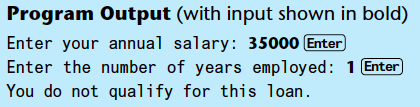 Program Output (with input shown in bold)
Enter your annual salary: 35000 Enter
Enter the number of years employed: 1 Enter
You do not qualify for this loan.